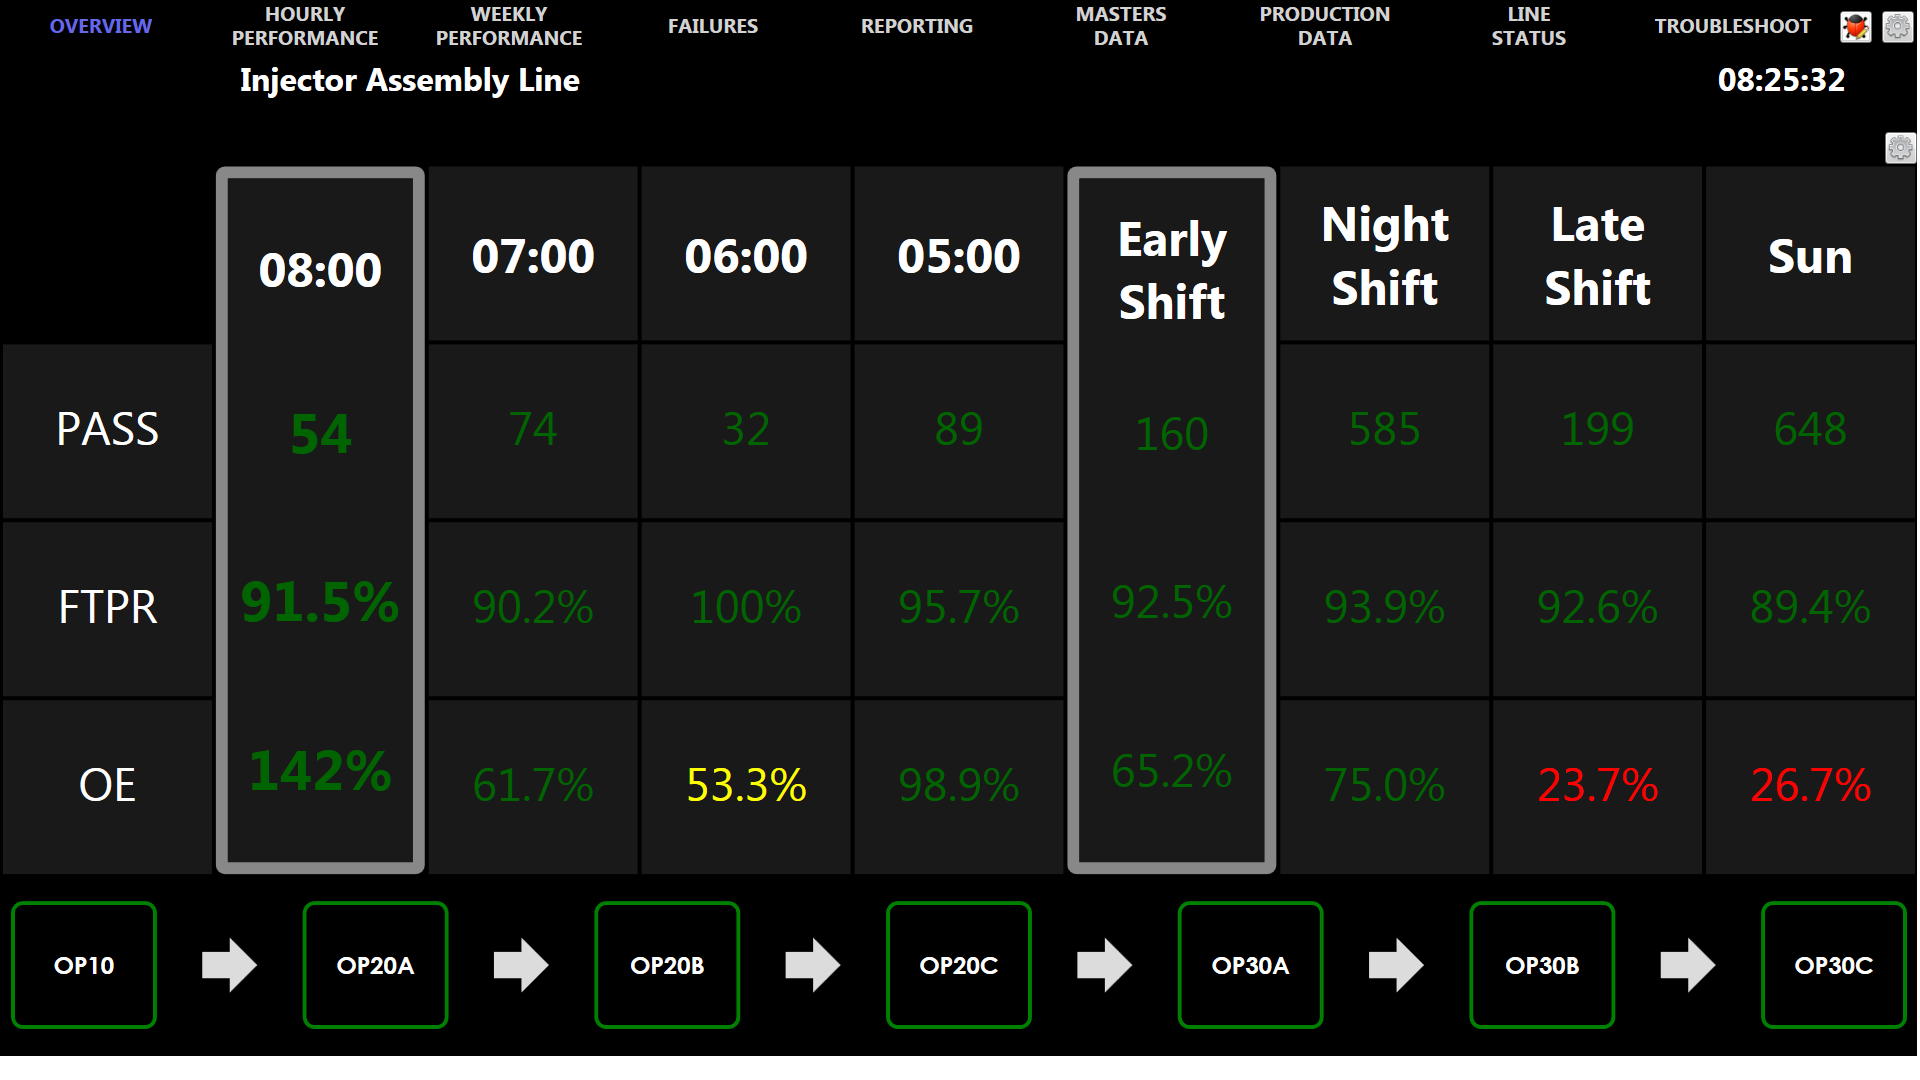 OVERVIEW
HOURLY
PERFORMANCE
WEEKLY
PERFORMANCE
FAILURES
REPORTING
MASTERS
DATA
PRODUCTION
DATA
LINE
STATUS
TROUBLESHOOT
Injector Assembly Line
08:25:32
08:00
07:00
06:00
05:00
Early
Shift
Night
Shift
Late
Shift
Sun
PASS
54
74
32
89
160
585
199
648
FTPR
91.5%
90.2%
100%
95.7%
92.5%
93.9%
92.6%
89.4%
OE
142%
61.7%
53.3%
98.9%
65.2%
75.0%
23.7%
26.7%
OP10
OP20A
OP20B
OP20C
OP30A
OP30B
OP30C